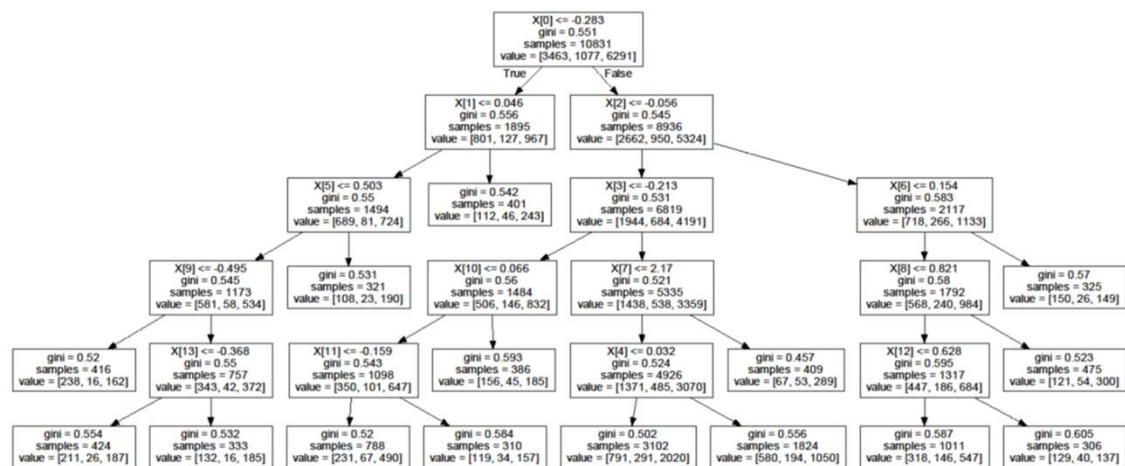 X[0] <= -0.283
gini = 0.551
samples = 10831
value = [3463, 1077, 6291]
True
False
X[1] <= 0.046
gini = 0.556
samples = 1895
value = [801, 127, 967]
X[2] <= -0.056
gini = 0.545
samples = 8936
value = [2662, 950, 5324]
X[5] <= 0.503
gini = 0.55
samples = 1494
value = [689, 81, 724]
gini = 0.542
samples = 401
value = [112, 46, 243]
X[3] <= -0.213
gini = 0.531
samples = 6819
value = [1944, 684, 4191]
X[6] <= 0.154
gini = 0.583
samples = 2117
value = [718, 266, 1133]
X[9] <= -0.495
gini = 0.545
samples = 1173
value = [581, 58, 534]
gini = 0.531
samples = 321
value = [108, 23, 190]
X[10] <= 0.066
gini = 0.56
samples = 1484
value = [506, 146, 832]
X[7] <= 2.17
gini = 0.521
samples = 5335
value = [1438, 538, 3359]
X[8] <= 0.821
gini = 0.58
samples = 1792
value = [568, 240, 984]
gini = 0.57
samples = 325
value = [150, 26, 149]
gini = 0.52
samples = 416
value = [238, 16, 162]
X[13] <= -0.368
gini = 0.55
samples = 757
value = [343, 42, 372]
X[11] <= -0.159
gini = 0.543
samples = 1098
value = [350, 101, 647]
gini = 0.593
samples = 386
value = [156, 45, 185]
X[4] <= 0.032
gini = 0.524
samples = 4926
value = [1371, 485, 3070]
gini = 0.457
samples = 409
value = [67, 53, 289]
X[12] <= 0.628
gini = 0.595
samples = 1317
value = [447, 186, 684]
gini = 0.523
samples = 475
value = [121, 54, 300]
gini = 0.554
samples = 424
value = [211, 26, 187]
gini = 0.532
samples = 333
value = [132, 16, 185]
gini = 0.52
samples = 788
value = [231, 67, 490]
gini = 0.584
samples = 310
value = [119, 34, 157]
gini = 0.502
samples = 3102
value = [791, 291, 2020]
gini = 0.556
samples = 1824
value = [580, 194, 1050]
gini = 0.587
samples = 1011
value = [318, 146, 547]
gini = 0.605
samples = 306
value = [129, 40, 137]